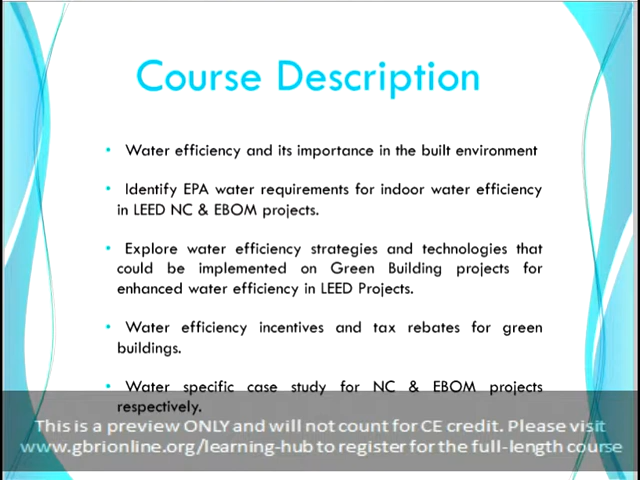 Course Description
• Water efficiency and its importance in the built environment
• Identify EPA water requirements for indoor water efficiency
in LEED NC & EBOM projects.
• Explore water efficiency strategies and technologies that
could be implemented on Green Building projects for
enhanced water efficiency in LEED Projects.
• Water efficiency incentives and tax rebates for green
buildings.
• Water specific case study for NC & EBOM projects
respectively.
This is a preview ONLY and will not count for CE credit. Please visit
www.gbrionline.org/learning-hub to register for the full-length course